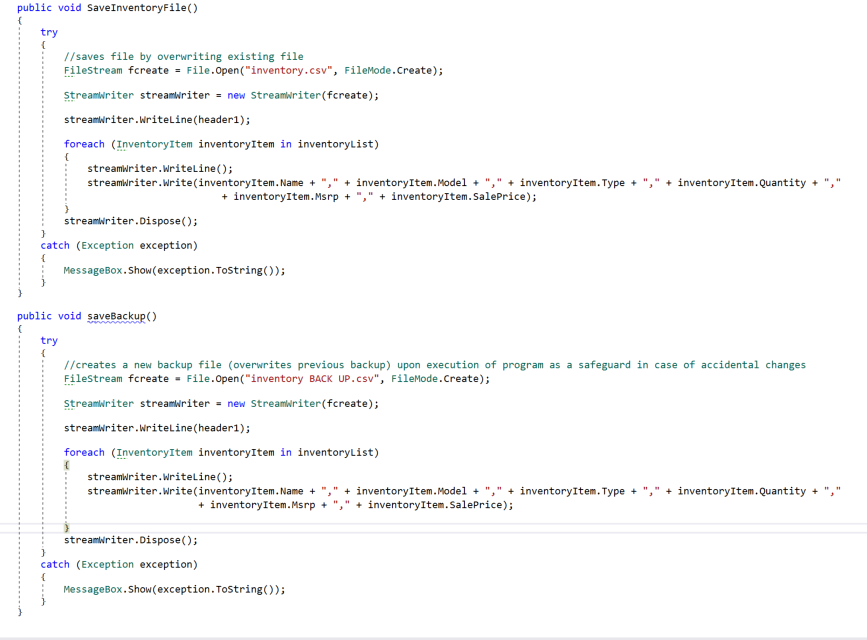 public void SaveInventoryFile()
{
try
{
//saves file by overwriting existing file
FileStream fcreate = File.Open("inventory.csv", FileMode.Create);
StreamWriter streamWriter = new StreamWriter(fcreate);
streamWriter.WriteLine(header1);
foreach (InventoryItem inventoryItem in inventoryList)
{
streamWriter.WriteLine();
streamWriter.Write(inventoryItem.Name + "," + inventoryItem.Model + "," + inventoryItem.Type + "," + inventoryItem.Quantity + ","
+ inventoryItem.Msrp + "," + inventoryItem.SalePrice);
}
streamWriter.Dispose();
}
catch (Exception exception)
{
MessageBox.Show(exception.ToString());
}
}
public void saveBackup()
{
try
{
//creates a new backup file (overwrites previous backup) upon execution of program as a safeguard in case of accidental changes
FileStream fcreate = File.Open("inventory BACK UP.csv", FileMode.Create);
StreamWriter streamWriter = new StreamWriter(fcreate);
streamWriter.WriteLine(header1);
foreach (InventoryItem inventoryItem in inventoryList)
{
streamWriter.WriteLine();
streamWriter.Write(inventoryItem.Name + "," + inventoryItem.Model + "," + inventoryItem.Type + "," + inventoryItem.Quantity + ","
+ inventoryItem.Msrp + "," + inventoryItem.SalePrice);
}
streamWriter.Dispose();
}
catch (Exception exception)
{
MessageBox.Show(exception.ToString());
}
}